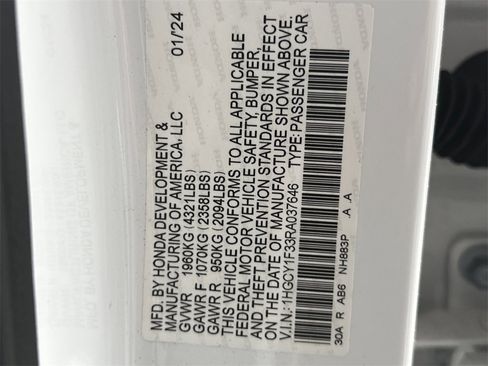 MFD. BY HONDA DEVELOPMENT & 01/24
MANUFACTURING OF AMERICA, LLC
GVWR 1960KG (4321LBS)
GAWR F 1070KG (2358LBS)
GAWR R 950KG (2094LBS)
THIS VEHICLE CONFORMS TO ALL APPLICABLE
FEDERAL MOTOR VEHICLE SAFETY, BUMPER,
AND THEFT PREVENTION STANDARDS IN EFFECT
ON THE DATE OF MANUFACTURE SHOWN ABOVE.
V.I.N.: 1HGCY1F33RA037646 TYPE: PASSENGER CAR
30A R AB6 NH883P A A